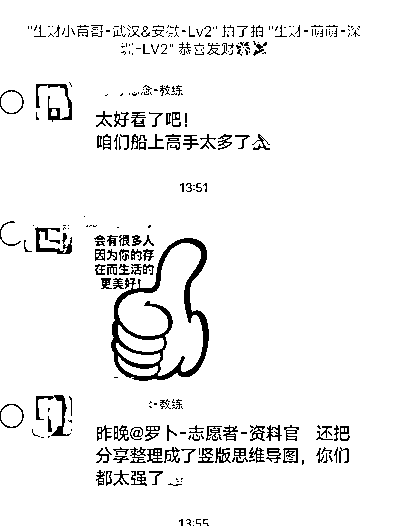 "生财小苗哥-武汉&安徽-Lv2" 拍了拍 "生财-萌萌-深
圳-LV2" 恭喜发财
念-教练
太好看了吧！
咱们船上高手太多了
13:51
会有很多人
因为你的存
在而生活的
更美好！
-教练
昨晚@罗卜-志愿者-资料官 还把
分享整理成了竖版思维导图，你们
都太强了
13:55